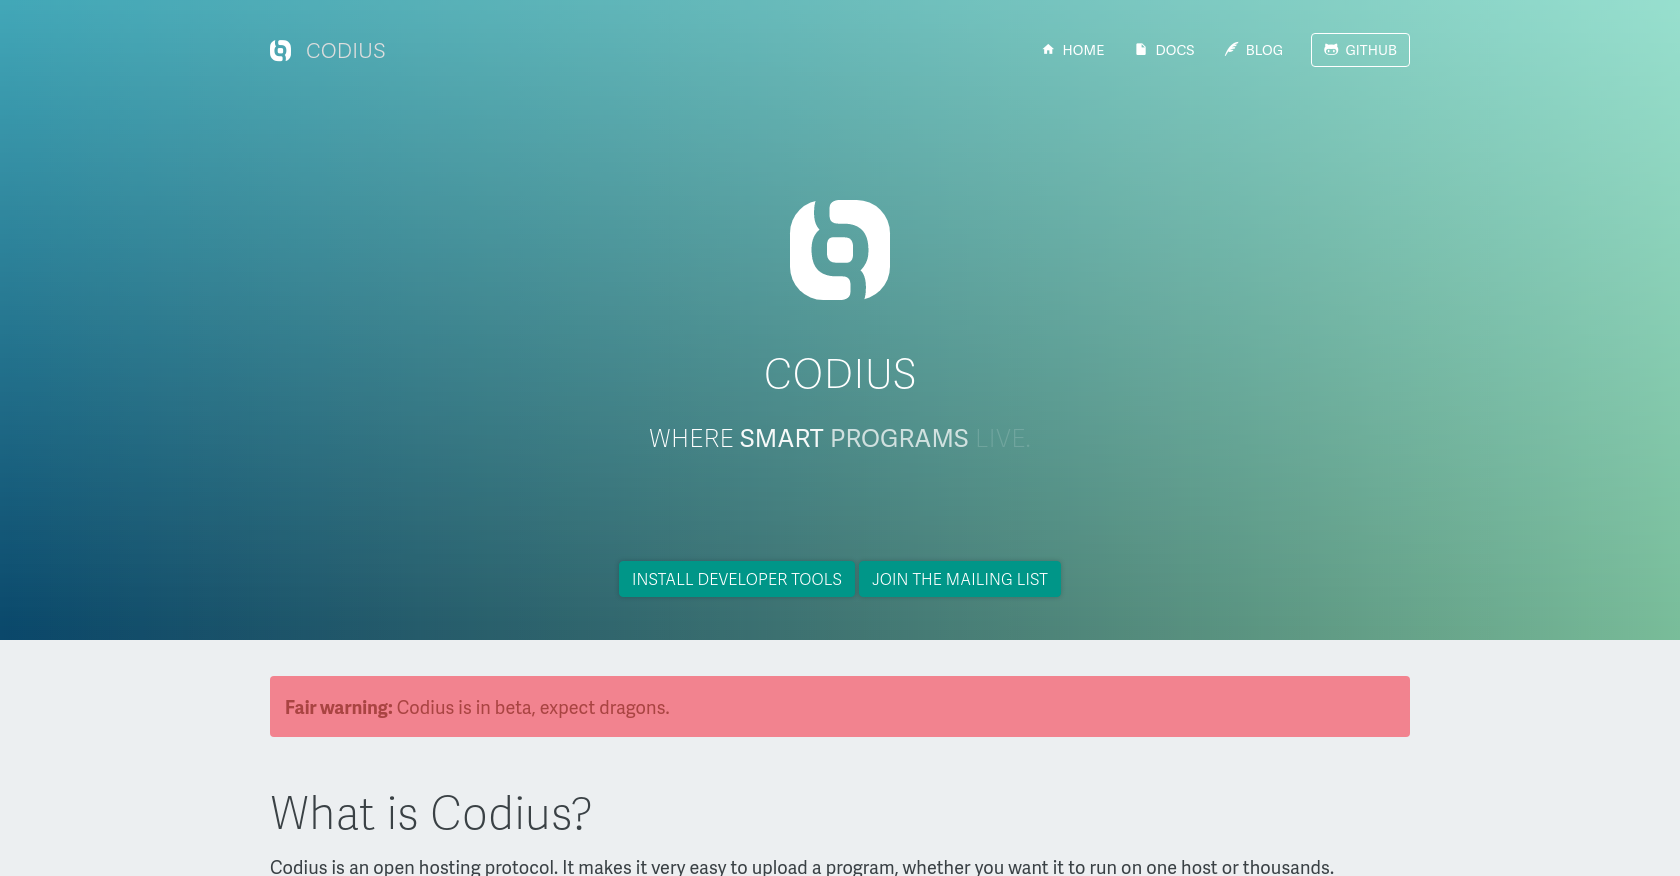 CODIUS
HOME
DOCS
BLOG
GITHUB
CODIUS
WHERE SMART PROGRAMS LIVE.
INSTALL DEVELOPER TOOLS
JOIN THE MAILING LIST
Fair warning: Codius is in beta, expect dragons.
What is Codius?
Codius is an open hosting protocol. It makes it very easy to upload a program, whether you want it to run on one host or thousands.